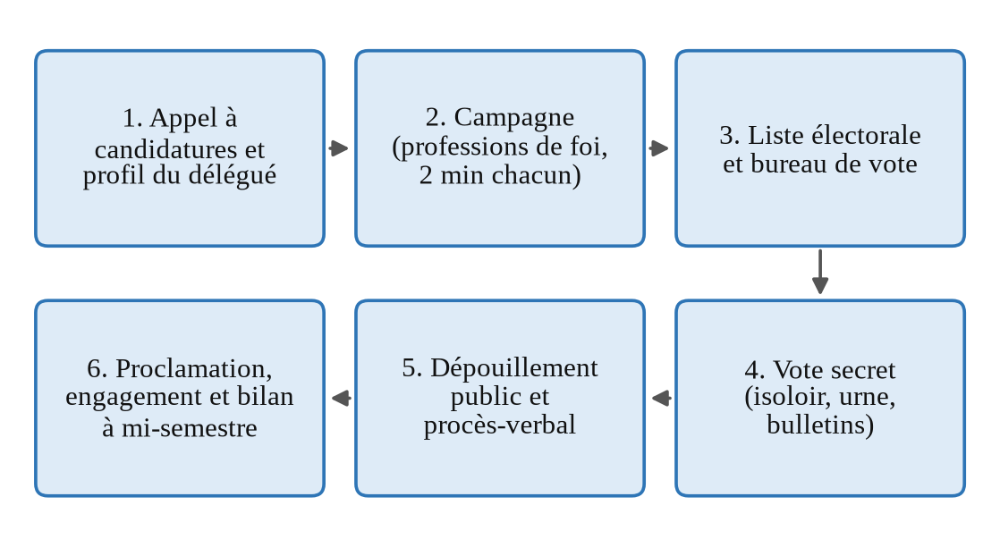 1. Appel à
candidatures et
profil du délégué
2. Campagne
(professions de foi,
2 min chacun)
3. Liste électorale
et bureau de vote
4. Vote secret
(isoloir, urne,
bulletins)
5. Dépouillement
public et
procès-verbal
6. Proclamation,
engagement et bilan
à mi-semestre